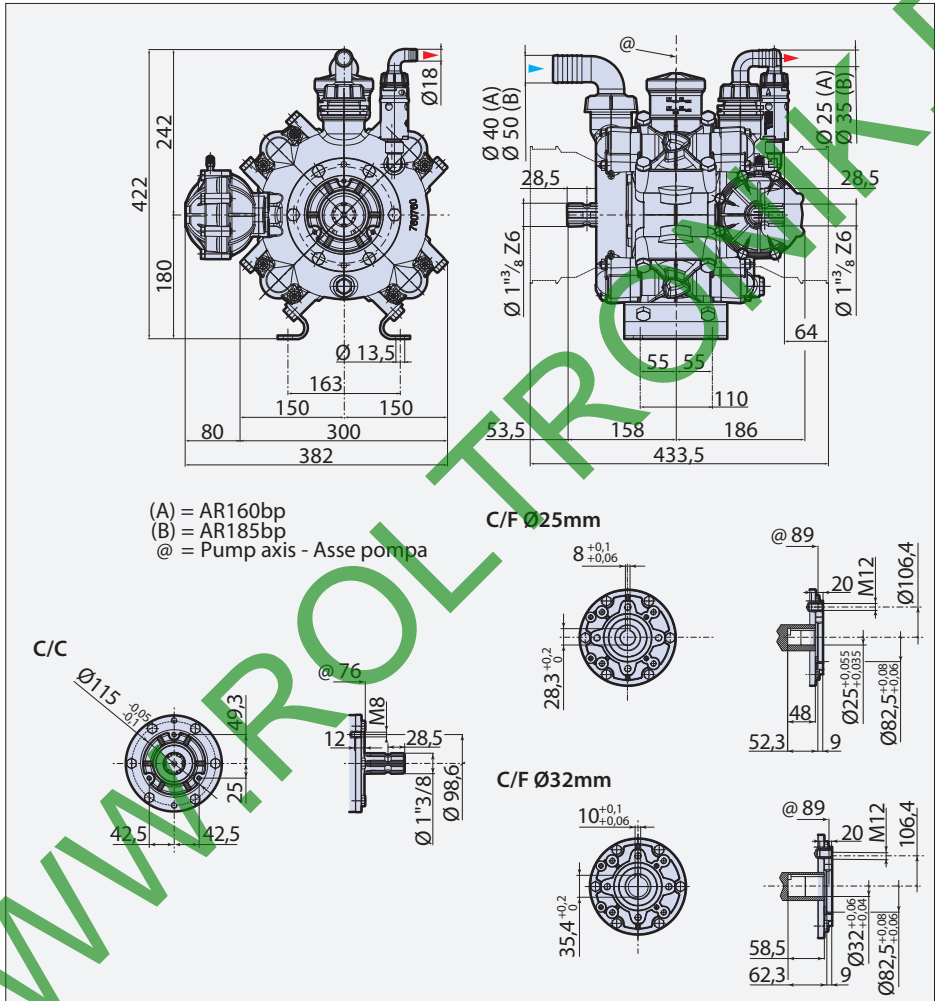 @
Ø18
Ø 40 (A)
Ø 50 (B)
Ø 25 (A)
Ø 35 (B)
242
422
180
28,5
28,5
760760
Ø 1"3/8 Z6
Ø 1"3/8 Z6
64
Ø 13,5
55 55
163
110
150 150
80 300
382
53,5 158 186
433,5
(A) = AR160bp
(B) = AR185bp
@ = Pump axis - Asse pompa
C/F Ø25mm
8 +0,1 +0,06
@ 89
20
M12
Ø106,4
28,3 +0,2 0
48
52,3
9
Ø25 +0,055 +0,035
Ø82,5 +0,08 +0,06
C/C
Ø115 -0,05 -0,1
49,3
25
42,5 42,5
@ 76
M8
12
28,5
Ø 1"3/8
Ø 98,6
C/F Ø32mm
10 +0,1 +0,06
@ 89
20
M12
106,4
35,4 +0,2 0
58,5
62,3
9
Ø32 +0,06 +0,04
Ø82,5 +0,08 +0,06